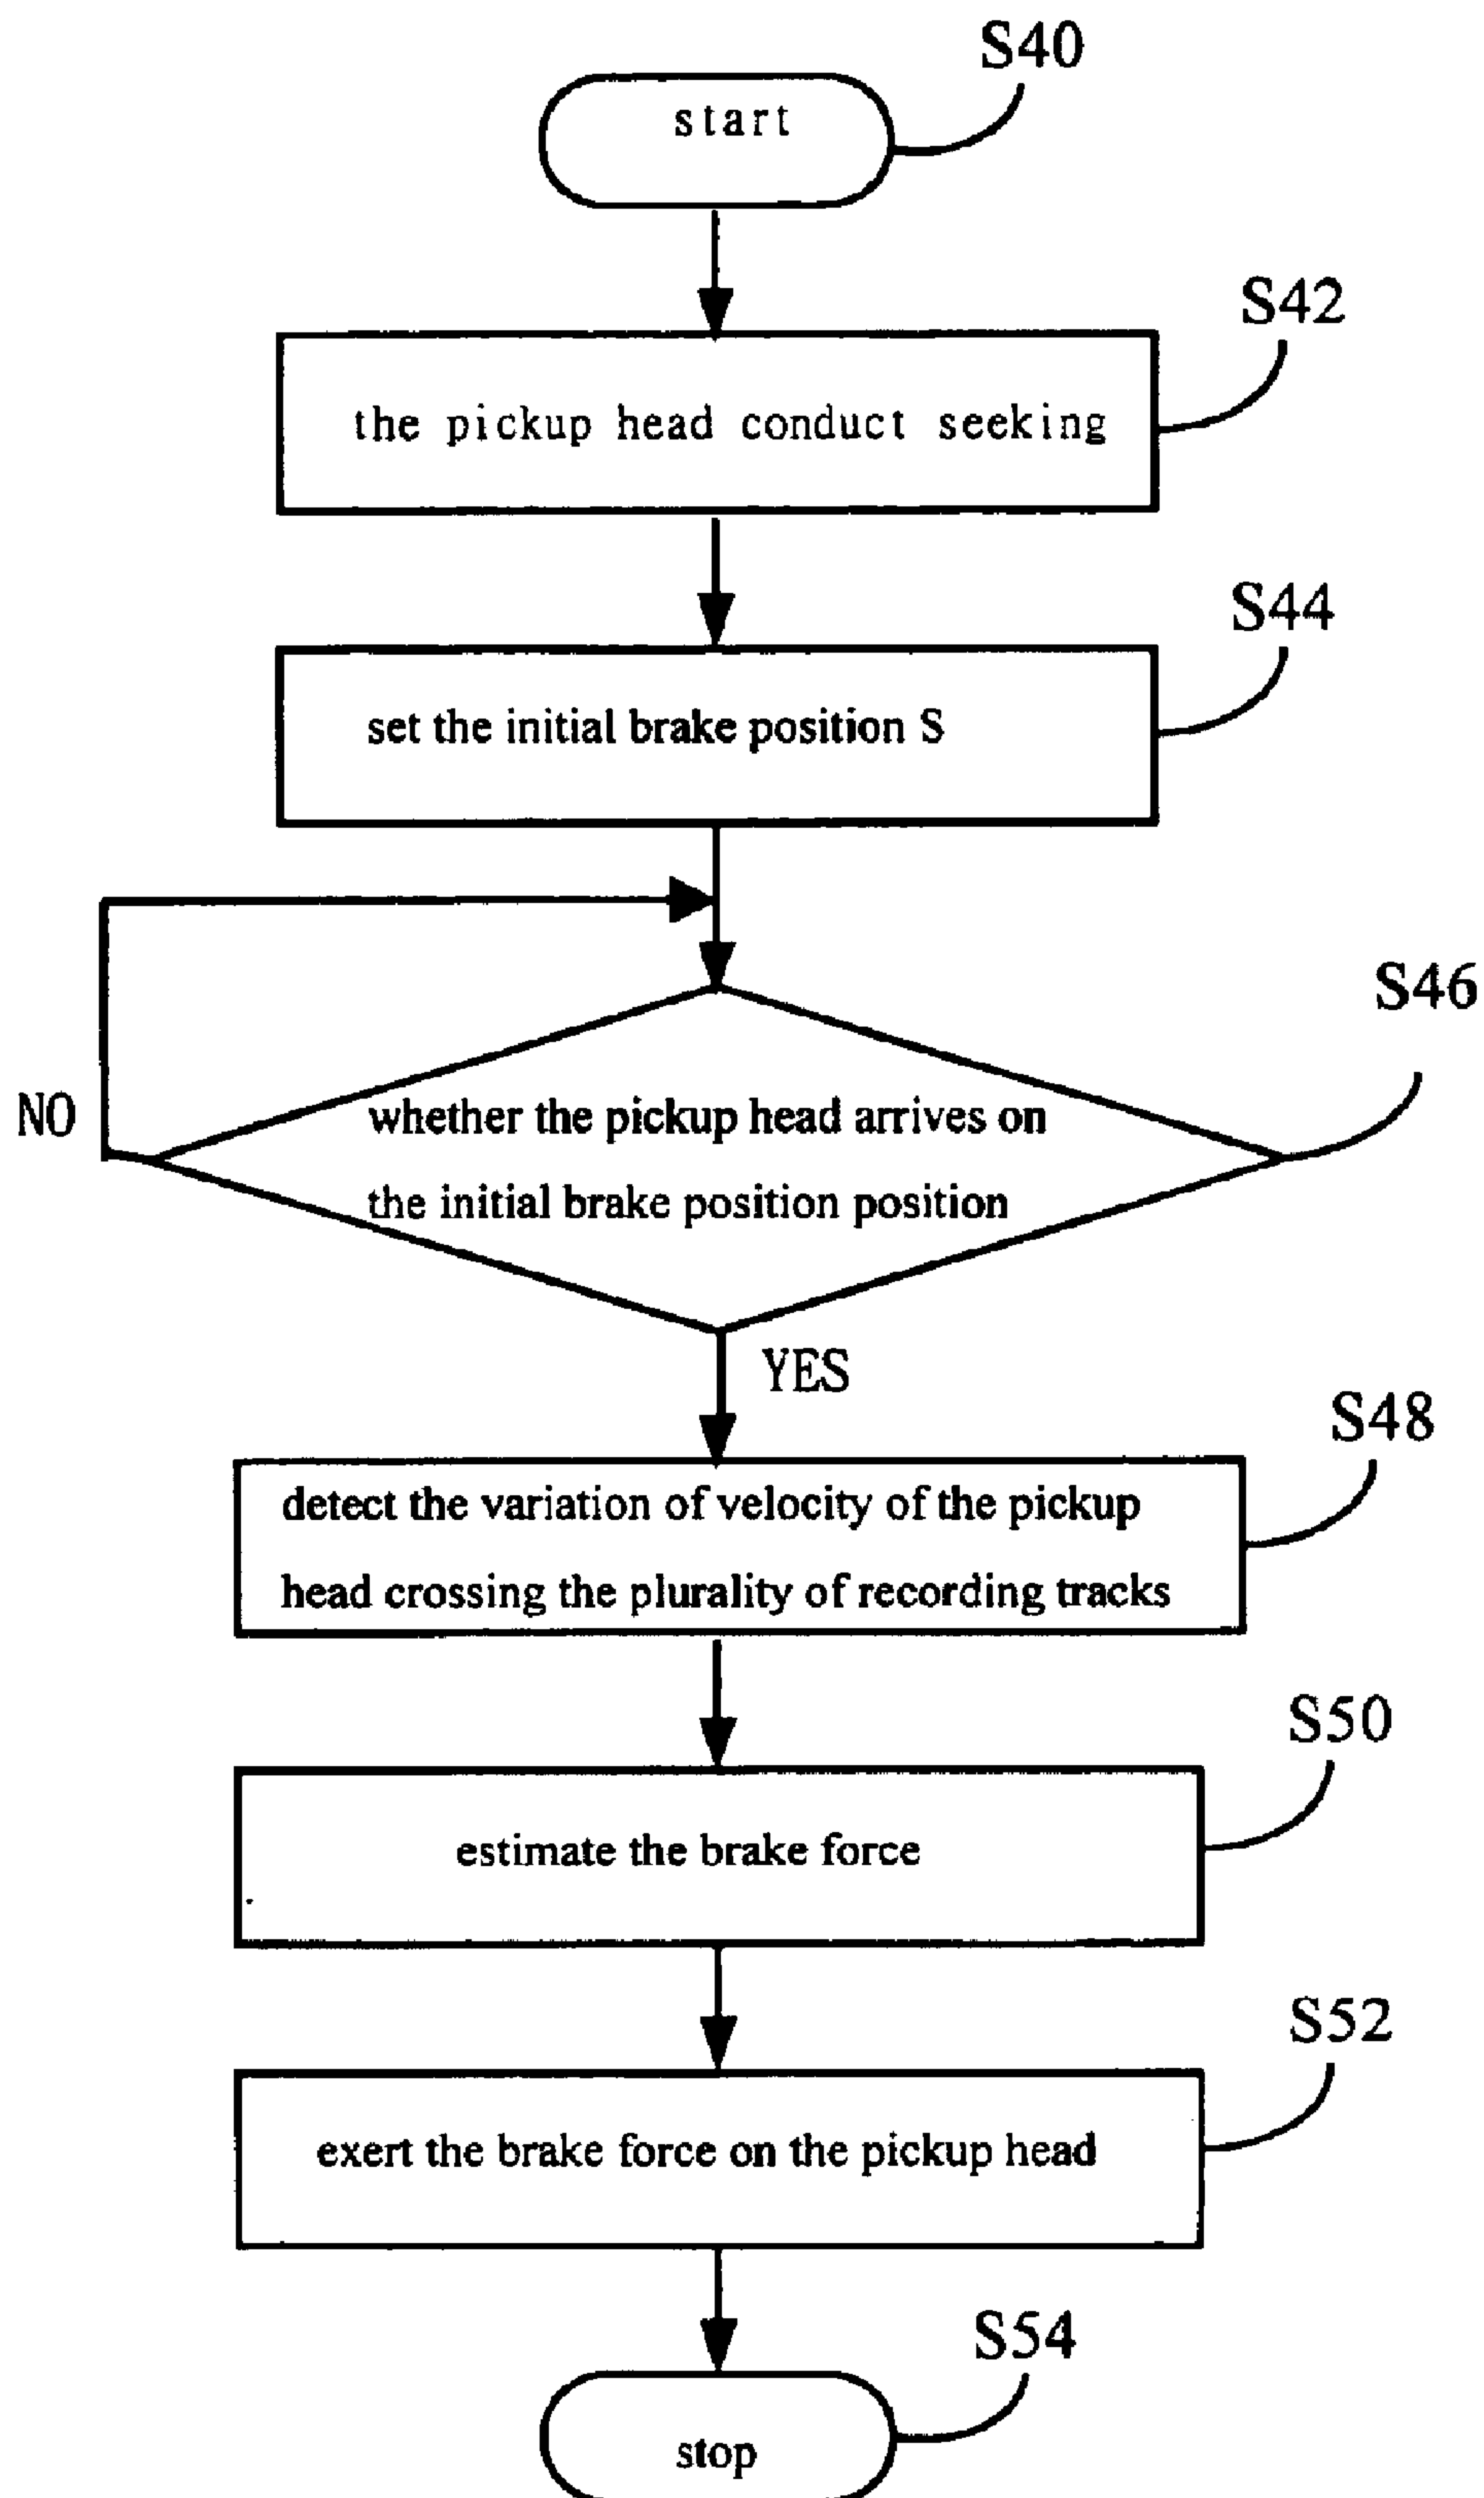 S40
start
S42
the pickup head conduct seeking
S44
set the initial brake position S
S46
whether the pickup head arrives on
the initial brake position position
NO
YES
S48
detect the variation of velocity of the pickup
head crossing the plurality of recording tracks
S50
estimate the brake force
S52
exert the brake force on the pickup head
S54
stop